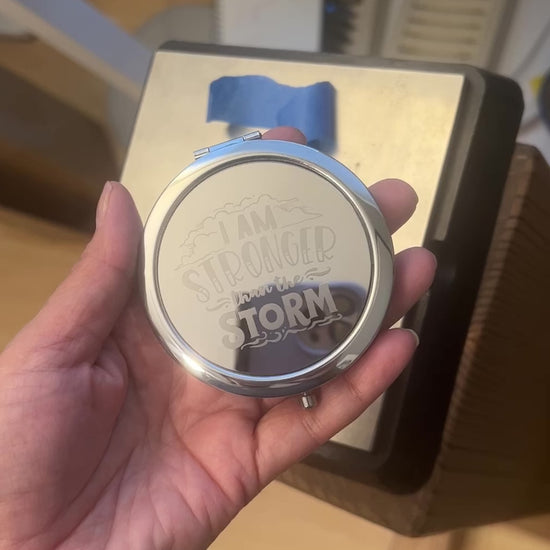 I AM
STRONGER
than the
STORM